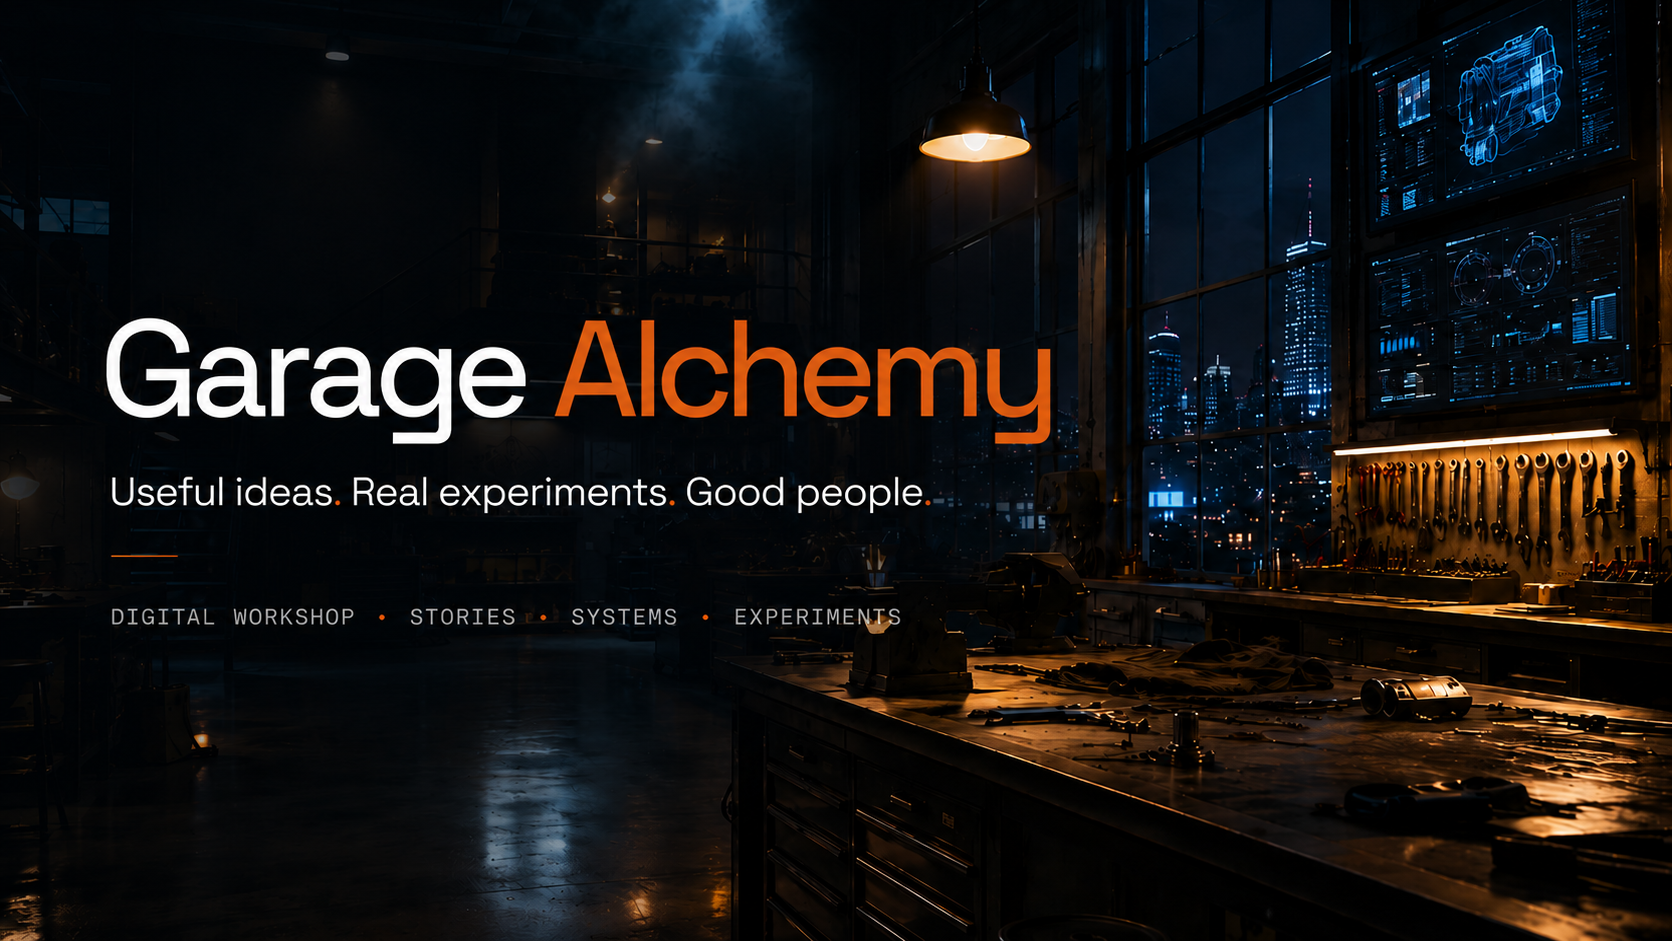 Garage Alchemy
Useful ideas. Real experiments. Good people.
DIGITAL WORKSHOP • STORIES • SYSTEMS • EXPERIMENTS